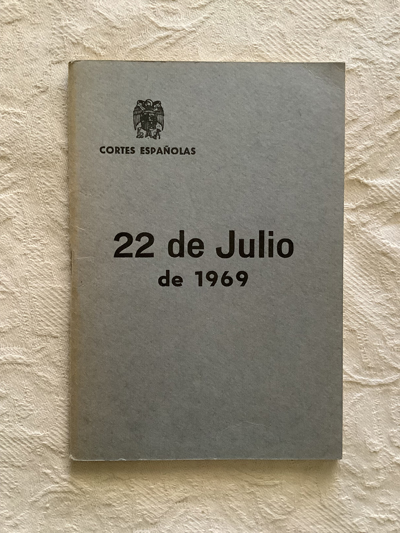 CORTES ESPAÑOLAS
22 de Julio
de 1969